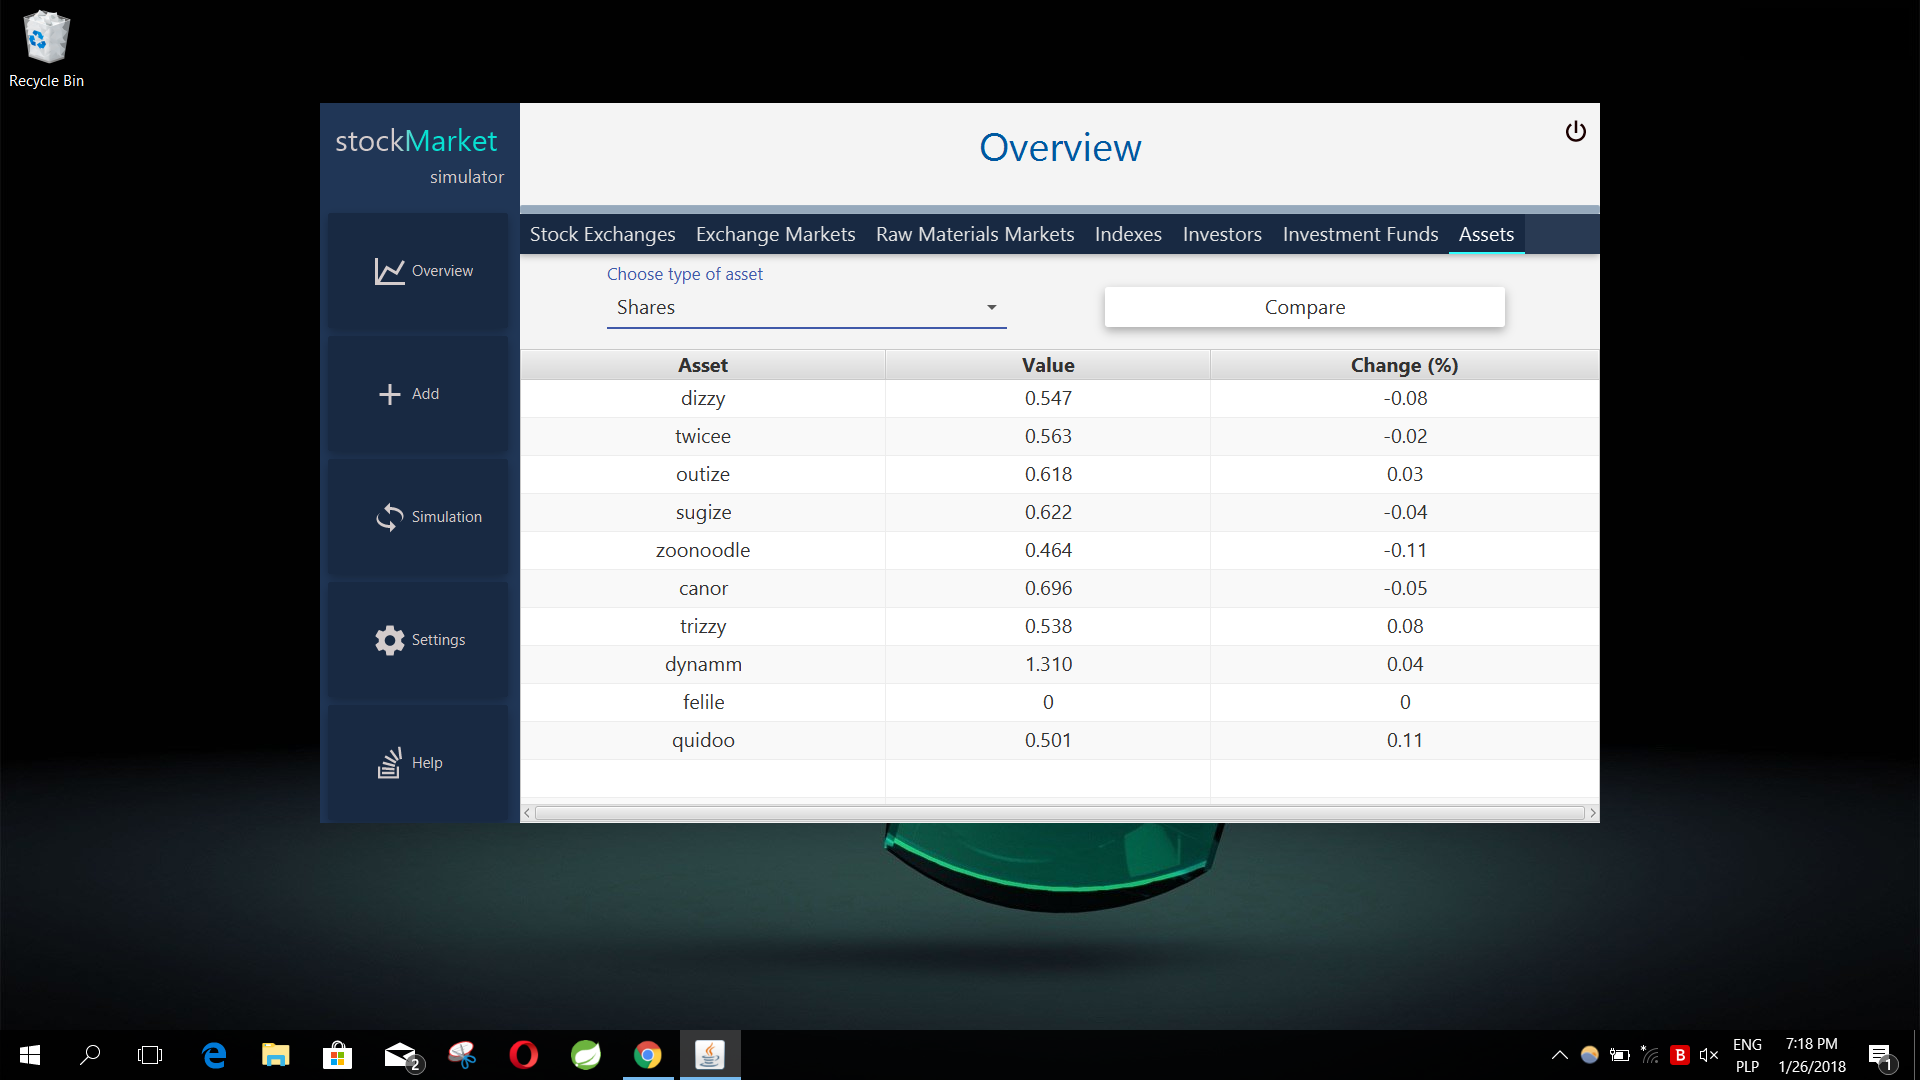 Recycle Bin
stockMarket
simulator
Overview
Add
Simulation
Settings
Help
Overview
Stock Exchanges Exchange Markets Raw Materials Markets Indexes Investors Investment Funds Assets
Choose type of asset
Shares
Compare
Asset Value Change (%)
dizzy 0.547 -0.08
twicee 0.563 -0.02
outize 0.618 0.03
sugize 0.622 -0.04
zoonoodle 0.464 -0.11
canor 0.696 -0.05
trizzy 0.538 0.08
dynamm 1.310 0.04
felile 0 0
quidoo 0.501 0.11
2
B
ENG
PLP
7:18 PM
1/26/2018
1